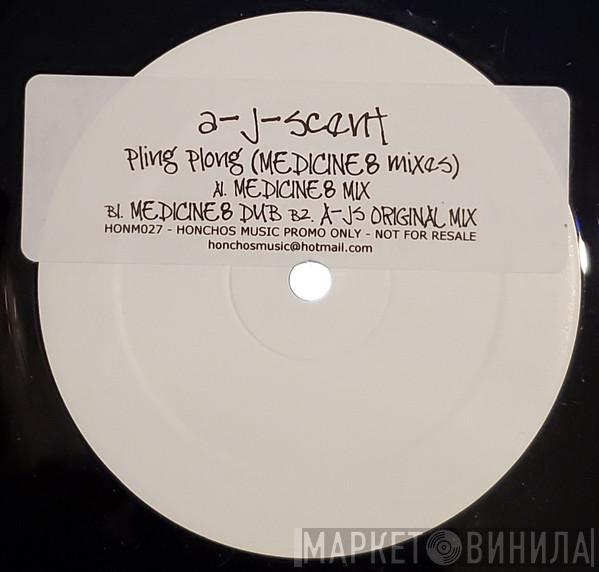 a-j-scent
Pling Plong (MEDICINE8 mixes)
A1. MEDICINE8 MIX
B1. MEDICINE8 DUB B2. A-JS ORIGINAL MIX
HONM027 - HONCHOS MUSIC PROMO ONLY - NOT FOR RESALE
honchosmusic@hotmail.com
МАРКЕТ ВИНИЛА